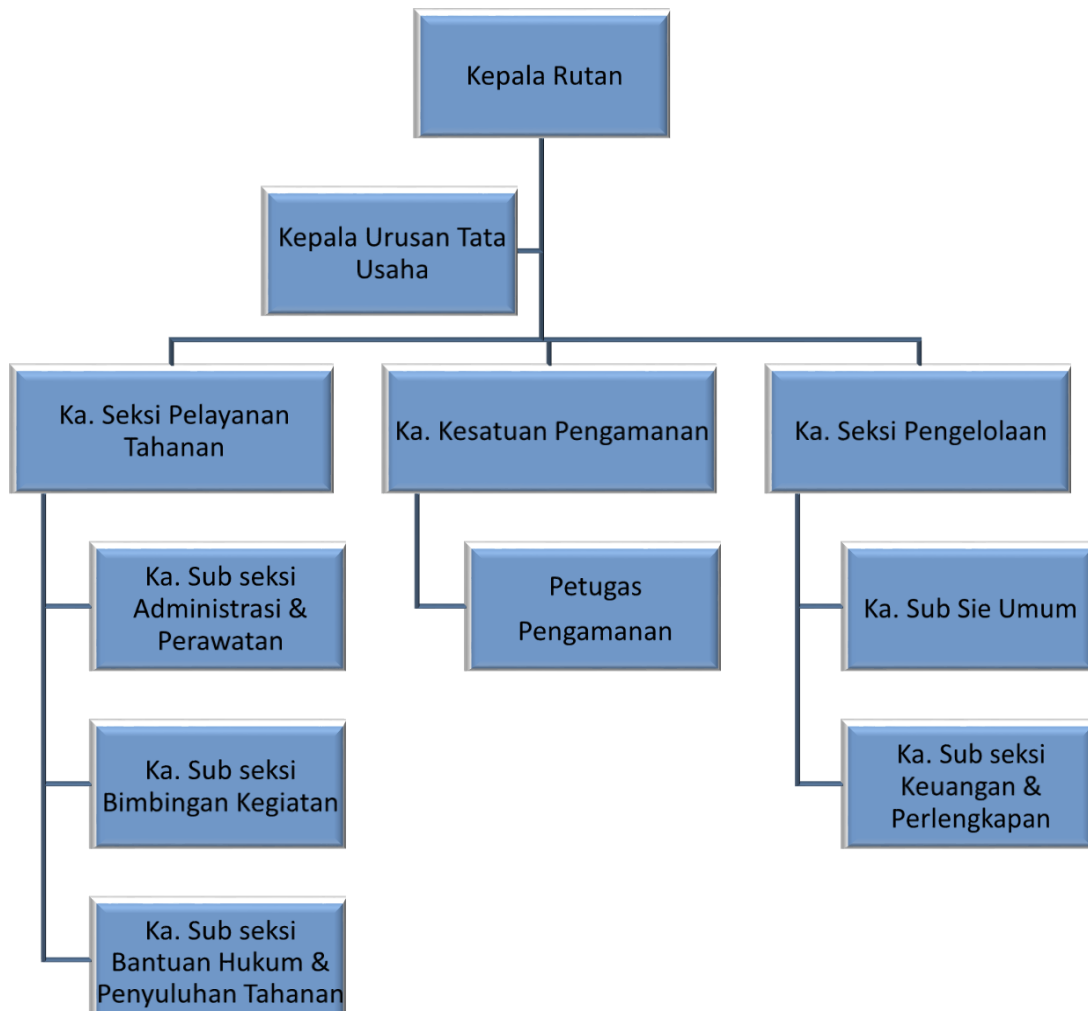 Kepala Rutan
Kepala Urusan Tata
Usaha
Ka. Seksi Pelayanan
Tahanan
Ka. Kesatuan Pengamanan
Ka. Seksi Pengelolaan
Ka. Sub seksi
Administrasi &
Perawatan
Petugas
Pengamanan
Ka. Sub Sie Umum
Ka. Sub seksi
Bimbingan Kegiatan
Ka. Sub seksi
Keuangan &
Perlengkapan
Ka. Sub seksi
Bantuan Hukum &
Penyuluhan Tahanan